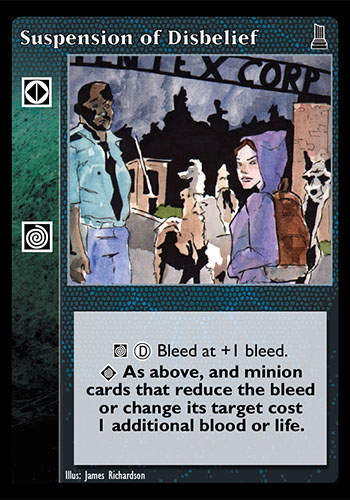 Suspension of Disbelief
PENTEX CORP
D Bleed at +1 bleed.
As above, and minion
cards that reduce the bleed
or change its target cost
1 additional blood or life.
Illus: James Richardson